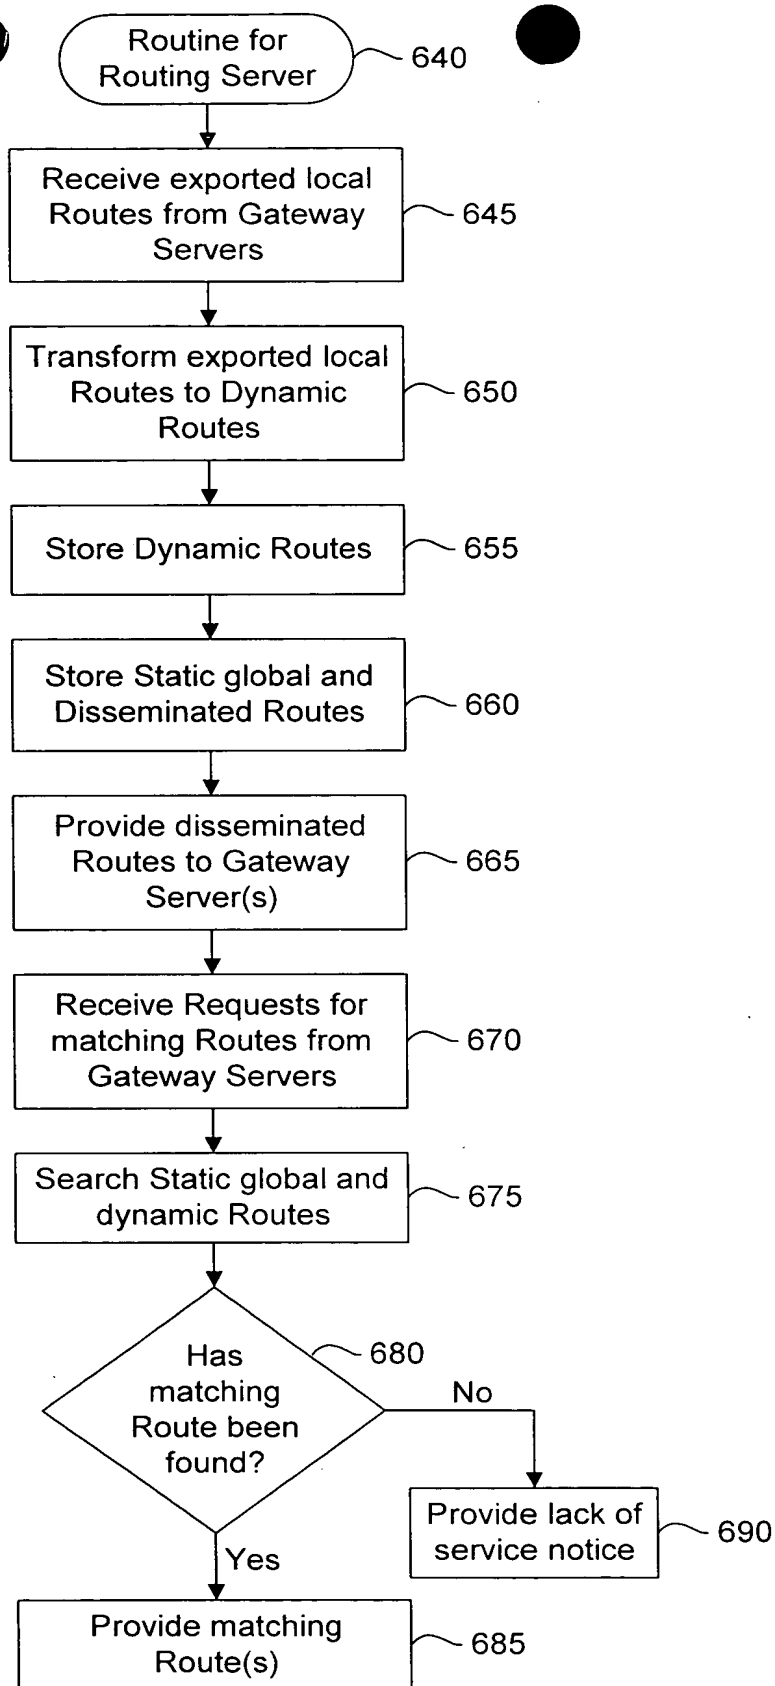 Routine for
Routing Server
640
Receive exported local
Routes from Gateway
Servers
645
Transform exported local
Routes to Dynamic
Routes
650
Store Dynamic Routes
655
Store Static global and
Disseminated Routes
660
Provide disseminated
Routes to Gateway
Server(s)
665
Receive Requests for
matching Routes from
Gateway Servers
670
Search Static global and
dynamic Routes
675
Has
matching
Route been
found?
680
No
Provide lack of
service notice
690
Yes
Provide matching
Route(s)
685